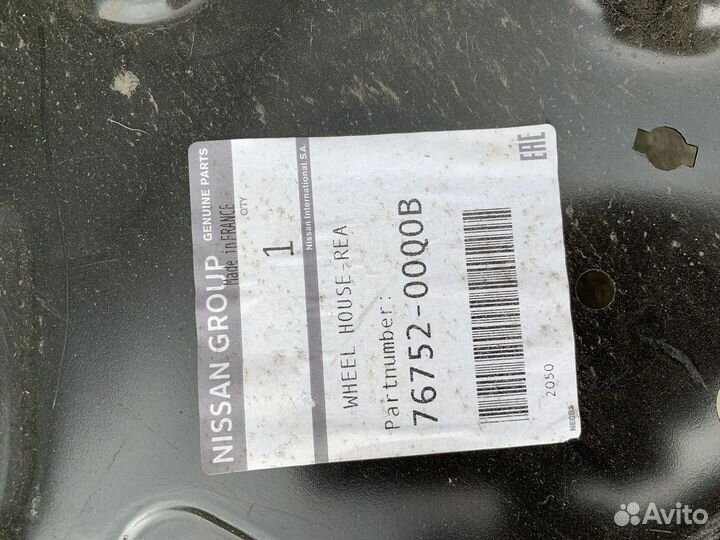 NISSAN GROUP GENUINE PARTS
Made in FRANCE
QTY
1
Nissan International, S.A.
WHEEL HOUSE-REA
Partnumber:
76752-00Q0B
2050
EAC
Avito